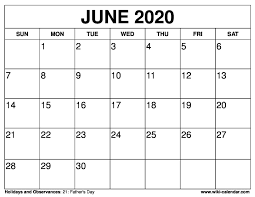 JUNE 2020
SUN MON TUE WED THU FRI SAT
1 2 3 4 5 6
7 8 9 10 11 12 13
14 15 16 17 18 19 20
21 22 23 24 25 26 27
28 29 30
Holidays and Observances: 21: Father's Day www.wiki-calendar.com